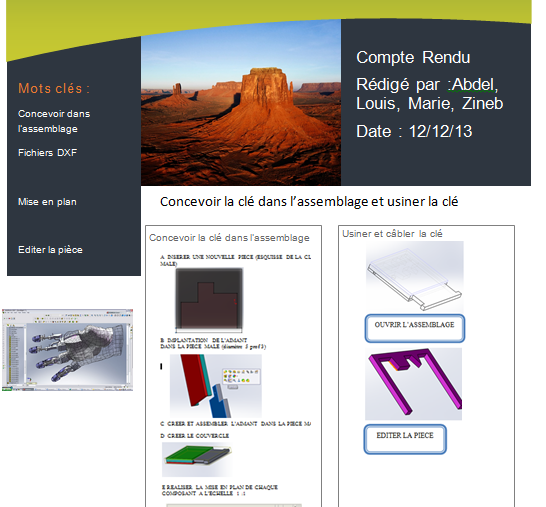 Mots clés :
Concevoir dans
l'assemblage
Fichiers DXF
Mise en plan
Editer la pièce
Compte Rendu
Rédigé par :Abdel,
Louis, Marie, Zineb
Date : 12/12/13
Concevoir la clé dans l'assemblage et usiner la clé
Concevoir la clé dans l'assemblage
A INSERER UNE NOUVELLE PIECE (ESQUISSE DE LA CL
MALE)
B IMPLANTATION DE L'AIMANT
DANS LA PIECE MALE (diamètre 5 prof 3)
C CREER ET ASSEMBLER L'AIMANT DANS LA PIECE MA
D CREER LE COUVERCLE
E REALISER LA MISE EN PLAN DE CHAQUE
COMPOSANT A L'ECHELLE 1 :1
Usiner et câbler la clé
OUVRIR L'ASSEMBLAGE
EDITER LA PIECE